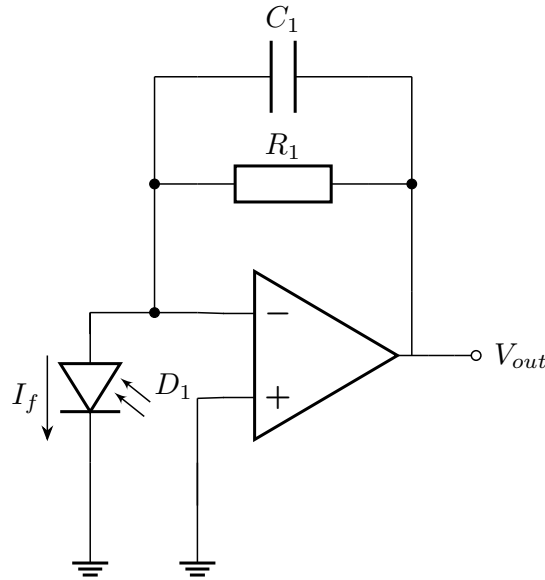 C₁
R₁
−
D₁
I_f
+
V_out